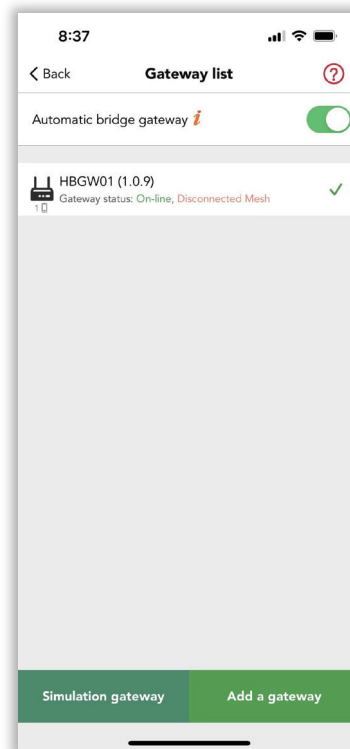 8:37
Back
Gateway list
?
Automatic bridge gateway i
HBGW01 (1.0.9)
Gateway status: On-line, Disconnected Mesh
1
Simulation gateway
Add a gateway